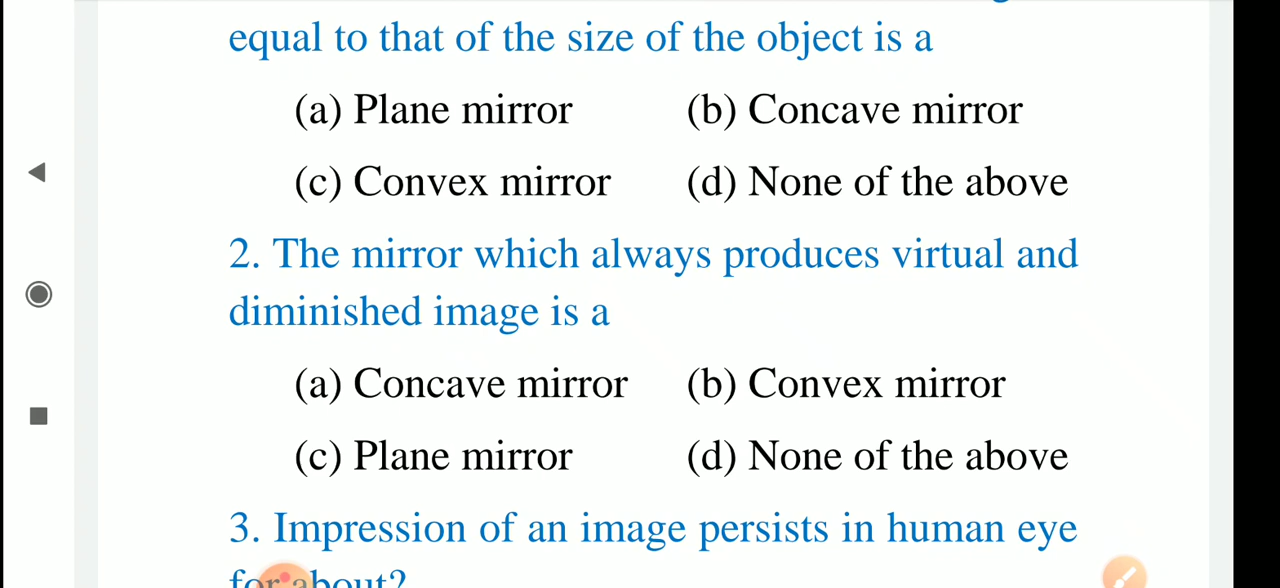 equal to that of the size of the object is a
(a) Plane mirror (b) Concave mirror
(c) Convex mirror (d) None of the above
2. The mirror which always produces virtual and
diminished image is a
(a) Concave mirror (b) Convex mirror
(c) Plane mirror (d) None of the above
3. Impression of an image persists in human eye
for about?